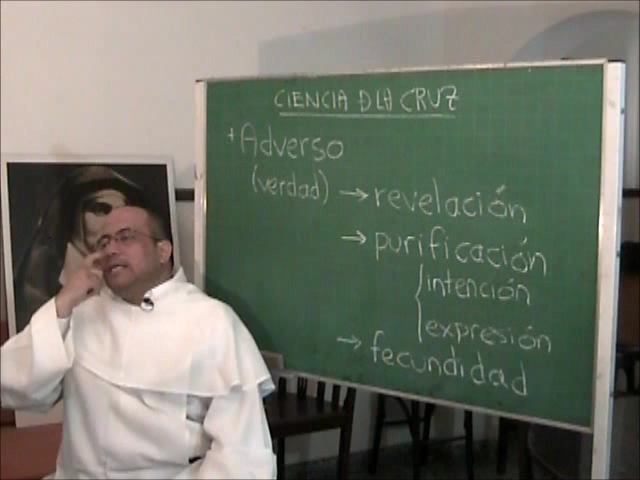 CIENCIA DLA CRUZ
+ Adverso
(verdad) → revelación
→ purificación
intención
expresión
→ fecundidad